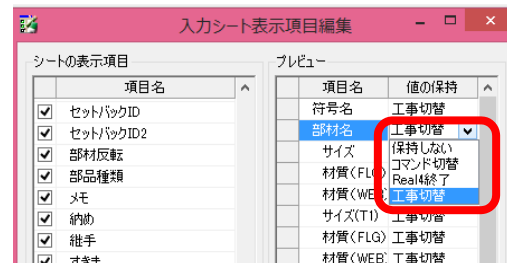 入力シート表示項目編集
シートの表示項目
項目名
セットバックID
セットバックID2
部材反転
部品種類
メモ
納め
継手
すきま
プレビュー
項目名 値の保持
符号名 工事切替
部材名 工事切替
サイズ
材質(FLG)
材質(WEB)
サイズ(T1) 工事切替
材質(FLG) 工事切替
材質(WEB) 工事切替
保持しない
コマンド切替
Real4終了
工事切替